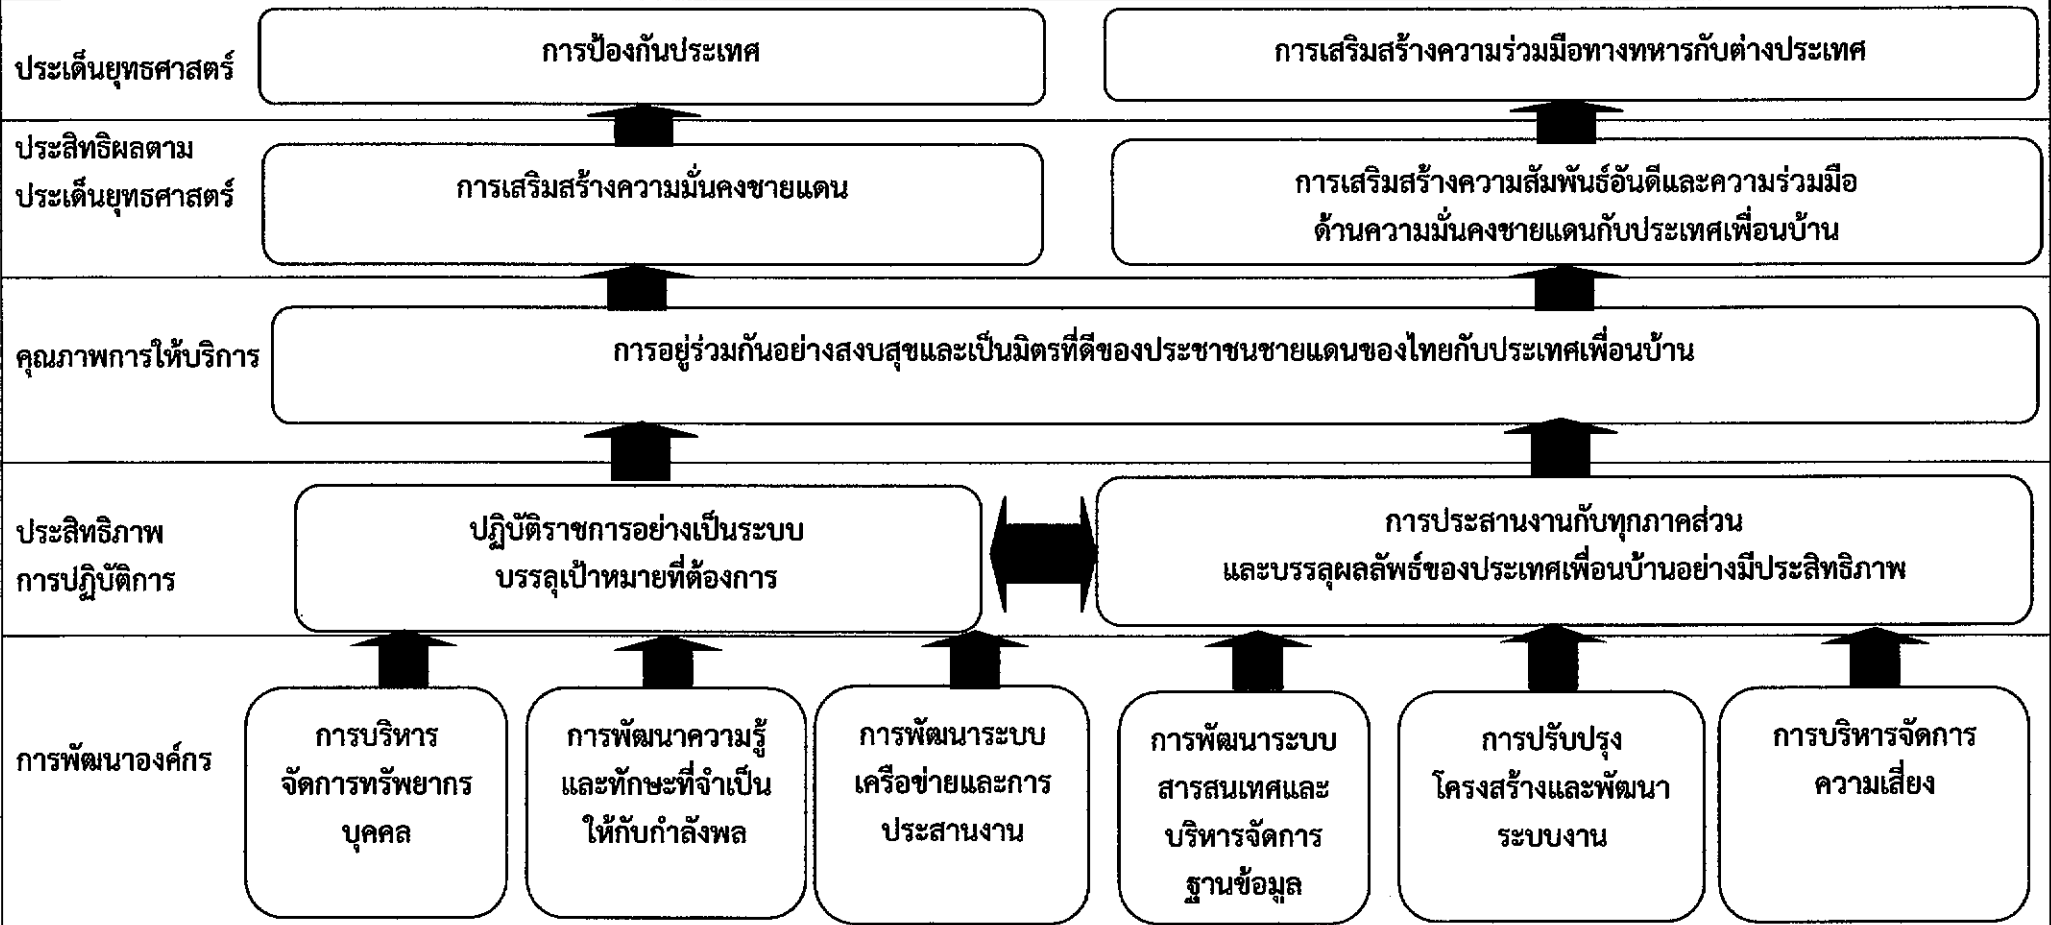 ประเด็นยุทธศาสตร์
การป้องกันประเทศ
การเสริมสร้างความร่วมมือทางทหารกับต่างประเทศ
ประสิทธิผลตาม
ประเด็นยุทธศาสตร์
การเสริมสร้างความมั่นคงชายแดน
การเสริมสร้างความสัมพันธ์อันดีและความร่วมมือ
ด้านความมั่นคงชายแดนกับประเทศเพื่อนบ้าน
คุณภาพการให้บริการ
การอยู่ร่วมกันอย่างสงบสุขและเป็นมิตรที่ดีของประชาชนชายแดนของไทยกับประเทศเพื่อนบ้าน
ประสิทธิภาพ
การปฏิบัติการ
ปฏิบัติราชการอย่างเป็นระบบ
บรรลุเป้าหมายที่ต้องการ
การประสานงานกับทุกภาคส่วน
และบรรลุผลลัพธ์ของประเทศเพื่อนบ้านอย่างมีประสิทธิภาพ
การพัฒนาองค์กร
การบริหาร
จัดการทรัพยากร
บุคคล
การพัฒนาความรู้
และทักษะที่จำเป็น
ให้กับกำลังพล
การพัฒนาระบบ
เครือข่ายและการ
ประสานงาน
การพัฒนาระบบ
สารสนเทศและ
บริหารจัดการ
ฐานข้อมูล
การปรับปรุง
โครงสร้างและพัฒนา
ระบบงาน
การบริหารจัดการ
ความเสี่ยง